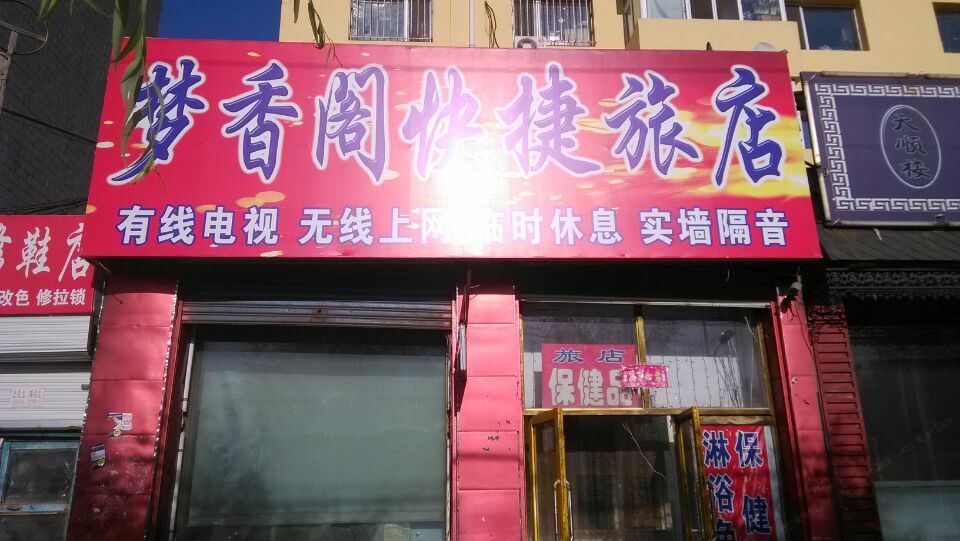 梦香阁快捷旅店
有线电视 无线上网 临时休息 实墙隔音
大顺楼
鞋店
改色 修拉锁
出租
旅店
保健品
保健
淋浴